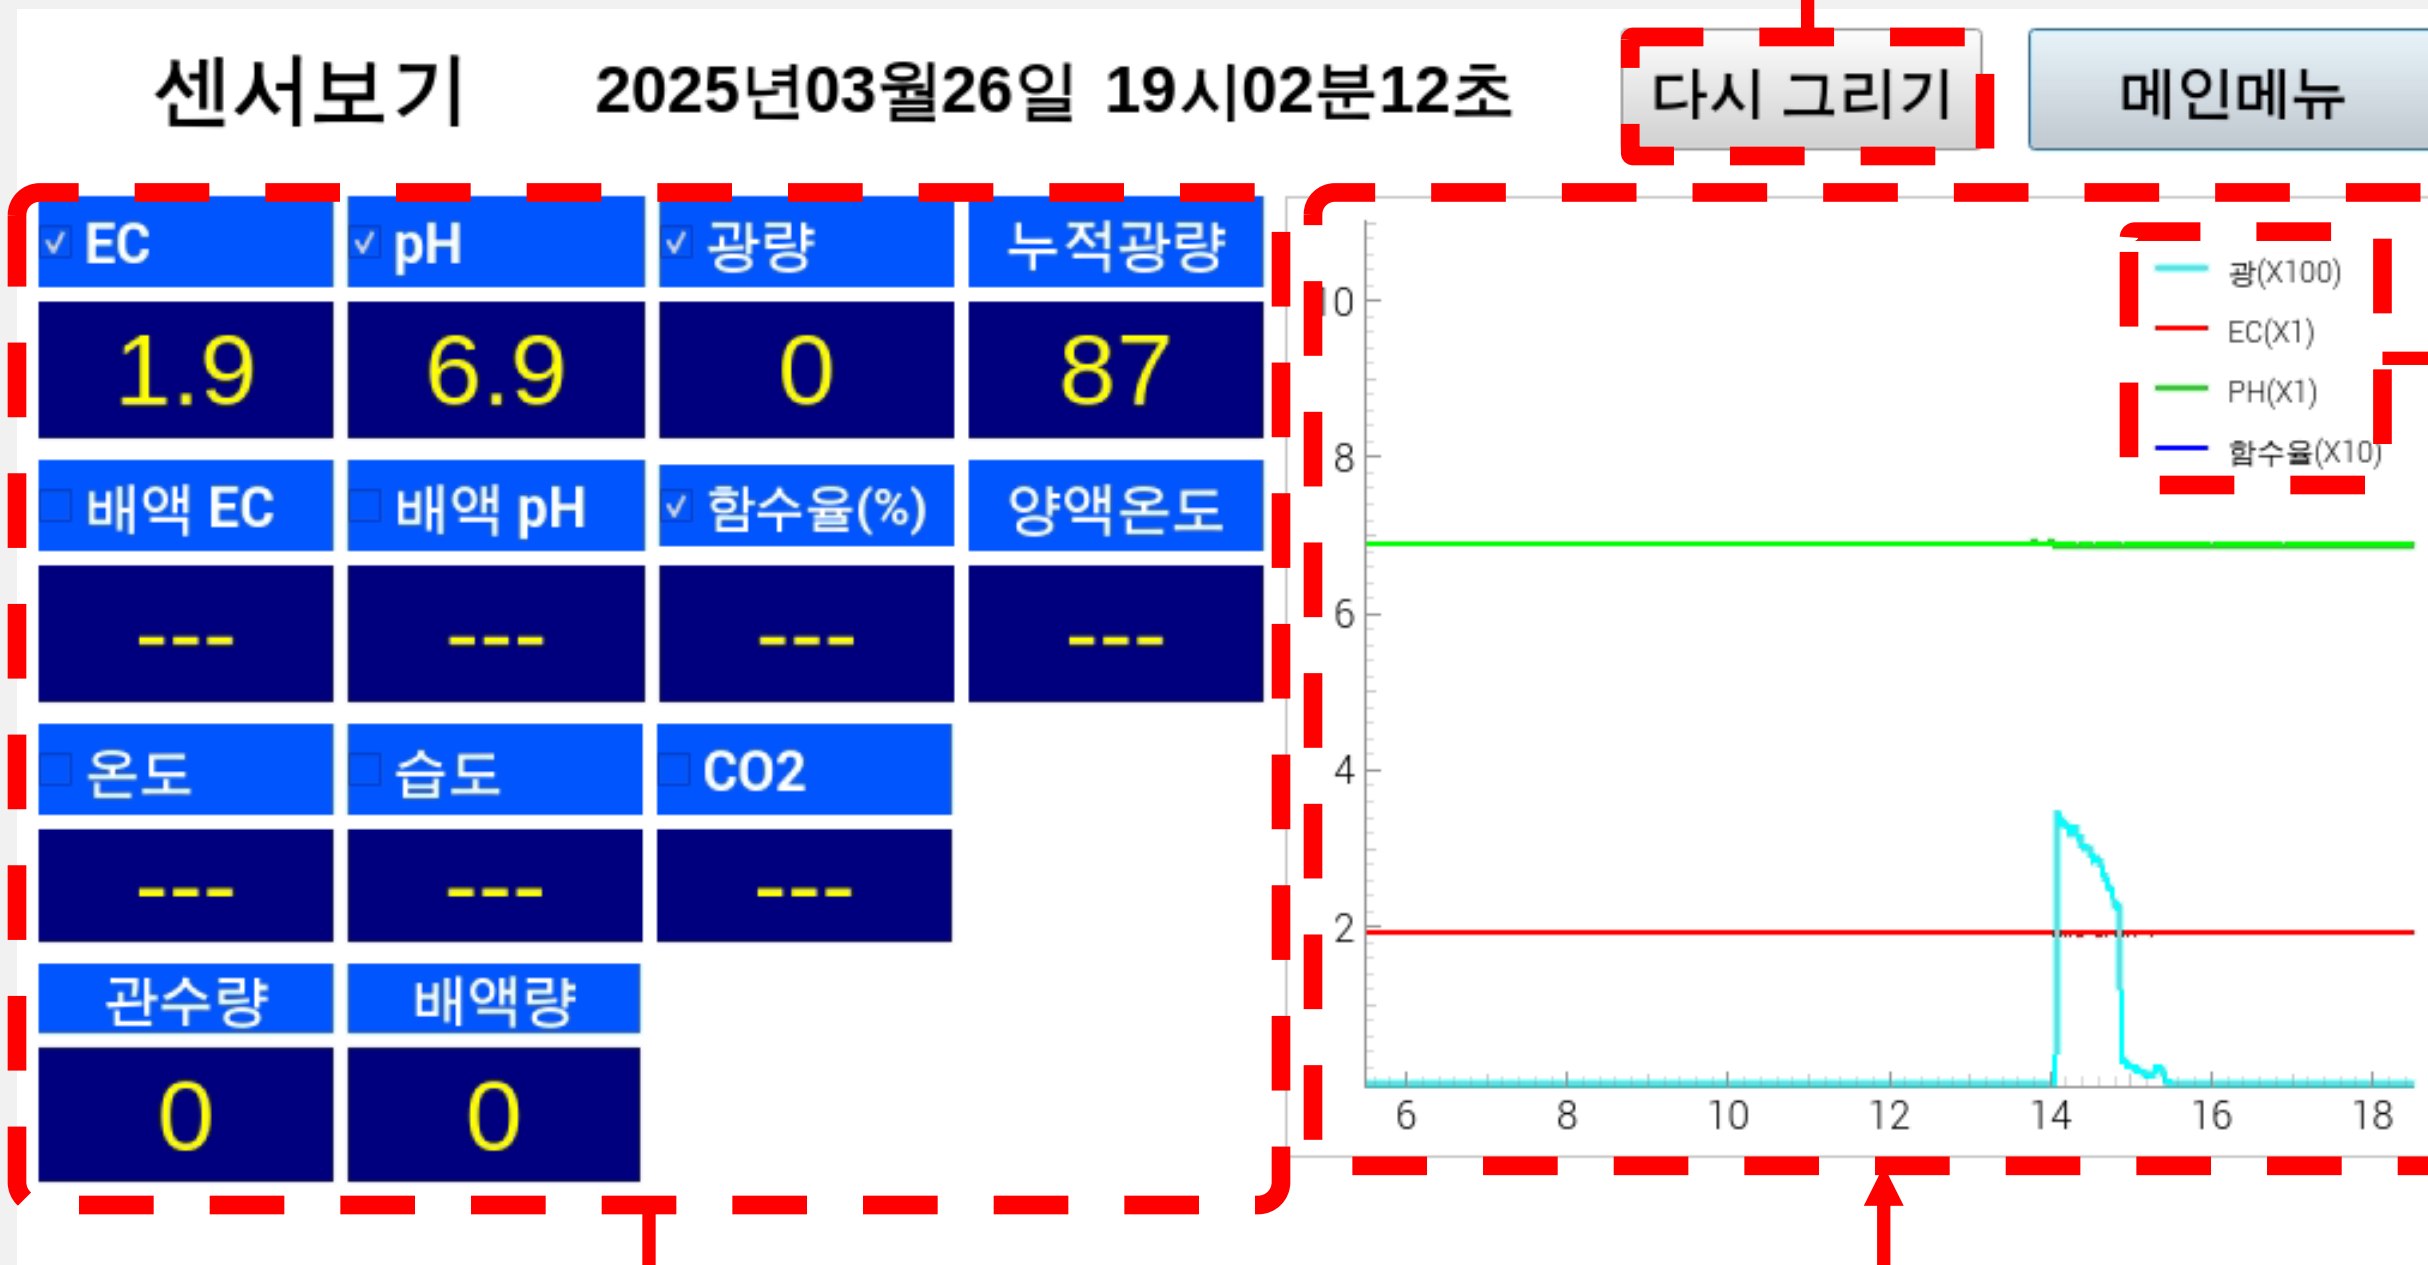 센서보기 2025년03월26일 19시02분12초 다시 그리기 메인메뉴
EC pH 광량 누적광량
1.9 6.9 0 87
배액 EC 배액 pH 함수율(%) 양액온도
--- --- --- ---
온도 습도 CO2
--- --- ---
관수량 배액량
0 0
광(X100)
EC(X1)
PH(X1)
함수율(X10)
10
8
6
4
2
6 8 10 12 14 16 18